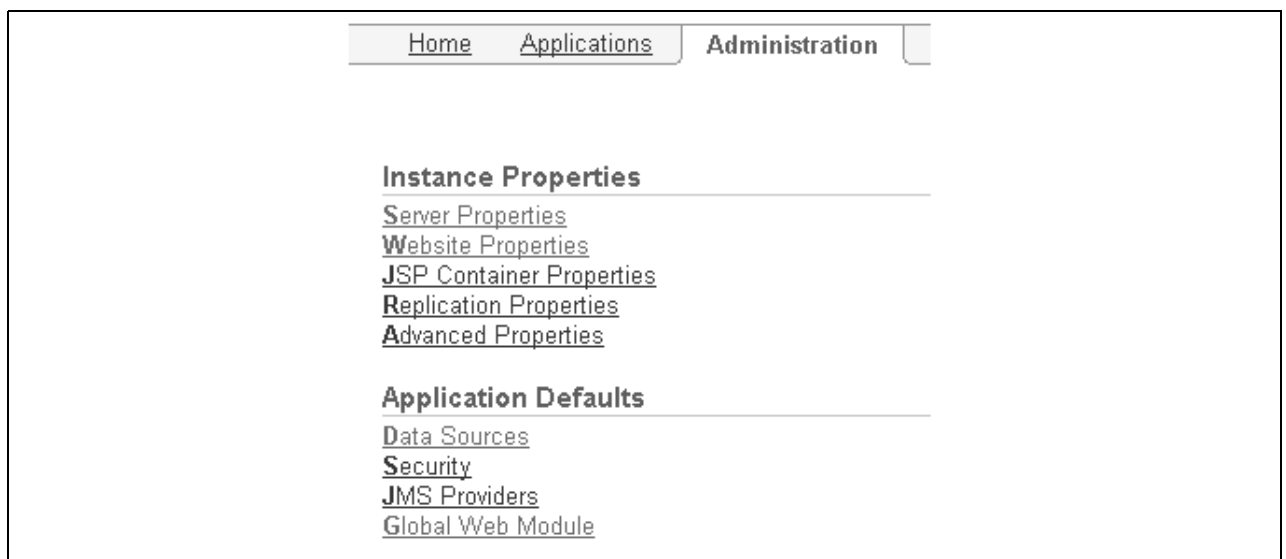 Home Applications Administration
Instance Properties
Server Properties
Website Properties
JSP Container Properties
Replication Properties
Advanced Properties
Application Defaults
Data Sources
Security
JMS Providers
Global Web Module